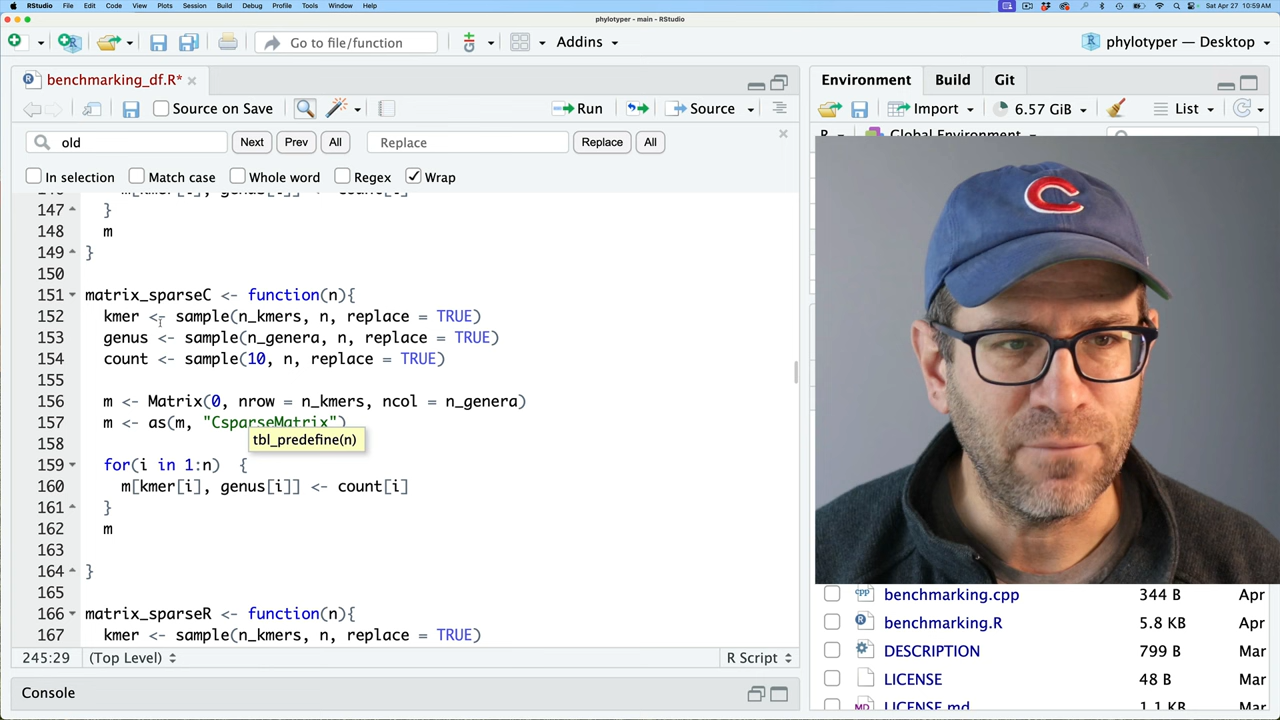 RStudio File Edit Code View Plots Session Build Debug Profile Tools Window Help Sat Apr 27 10:59 AM
phylotyper - main - RStudio
Go to file/function Addins phylotyper — Desktop
benchmarking_df.R* Environment Build Git
Source on Save Run Source Import 6.57 GiB List
old Next Prev All Replace Replace All R Global Environment
In selection Match case Whole word Regex Wrap
147 }
148 m
149 }
150
151 matrix_sparseC <- function(n){
152 kmer <- sample(n_kmers, n, replace = TRUE)
153 genus <- sample(n_genera, n, replace = TRUE)
154 count <- sample(10, n, replace = TRUE)
155
156 m <- Matrix(0, nrow = n_kmers, ncol = n_genera)
157 m <- as(m, "CsparseMatrix")
158
tbl_predefine(n)
159 for(i in 1:n) {
160 m[kmer[i], genus[i]] <- count[i]
161 }
162 m
163
164 }
165
166 matrix_sparseR <- function(n){
167 kmer <- sample(n_kmers, n, replace = TRUE)
245:29 (Top Level) R Script
Console
C
benchmarking.cpp 344 B Apr
benchmarking.R 5.8 KB Apr
DESCRIPTION 799 B Mar
LICENSE 48 B Mar
LICENSE.md 1.1 KB Mar